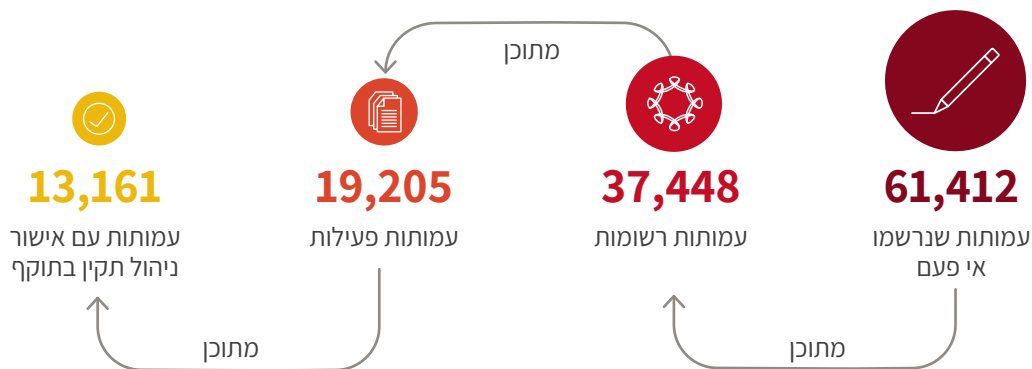 61,412
עמותות שנרשמו
אי פעם
מתוכן
37,448
עמותות רשומות
מתוכן
19,205
עמותות פעילות
מתוכן
13,161
עמותות עם אישור
ניהול תקין בתוקף